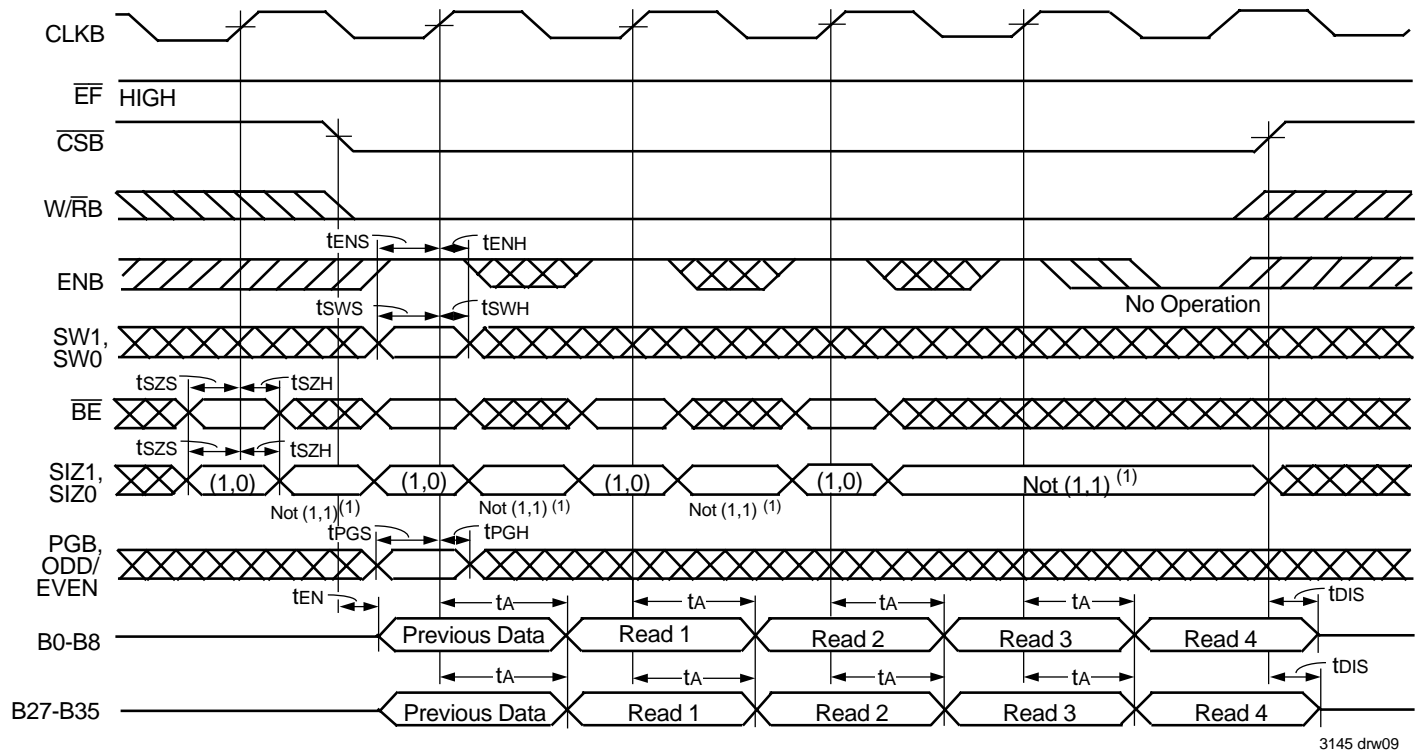 CLKB
EF HIGH
CSB
W/RB
tENS tENH
ENB
No Operation
tSWS tSWH
SW1,
SW0
tSZS tSZH
BE
tSZS tSZH
SIZ1,
SIZ0
(1,0) (1,0) (1,0) (1,0) Not (1,1) (1)
Not (1,1) (1) Not (1,1) (1) Not (1,1) (1)
tPGS tPGH
PGB,
ODD/
EVEN
tEN tA tA tA tA tDIS
B0-B8 Previous Data Read 1 Read 2 Read 3 Read 4
tA tA tA tA tDIS
B27-B35 Previous Data Read 1 Read 2 Read 3 Read 4
3145 drw09